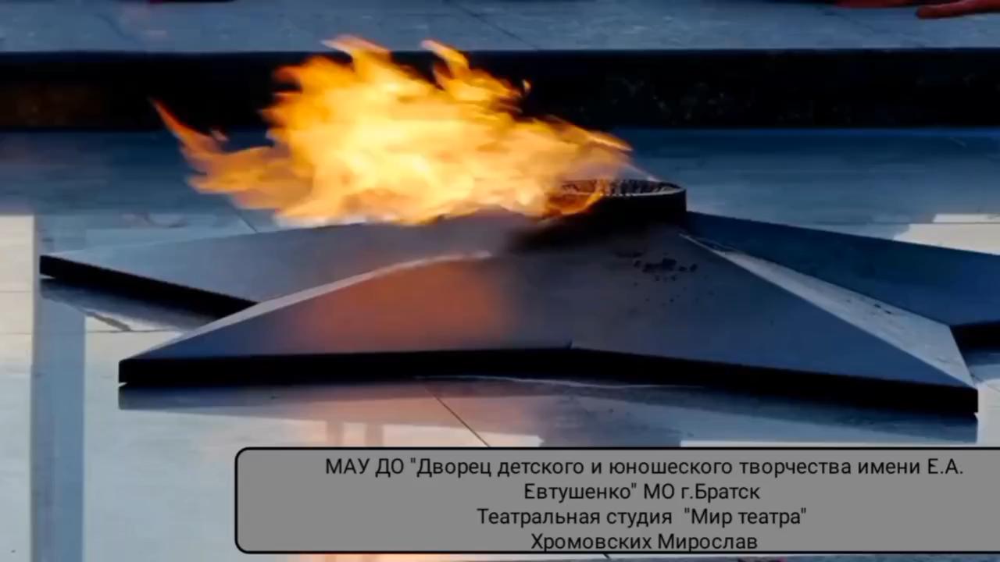 МАУ ДО "Дворец детского и юношеского творчества имени Е.А.
Евтушенко" МО г.Братск
Театральная студия  "Мир театра"
Хромовских Мирослав